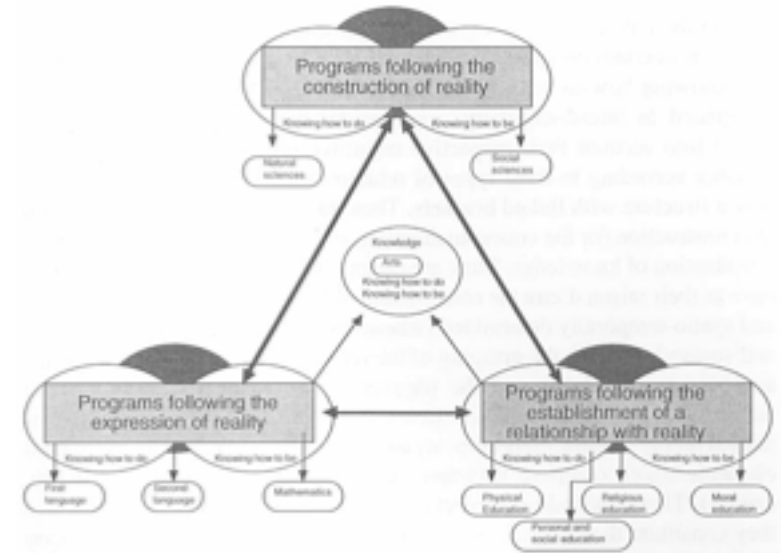 Programs following the
construction of reality
Knowing how to do
Knowing how to be
Natural
sciences
Social
sciences
Knowledge
Arts
Knowing how to do
Knowing how to be
Programs following the
expression of reality
Knowing how to do
Knowing how to be
First
language
Second
language
Mathematics
Programs following the
establishment of a
relationship with reality
Knowing how to do
Knowing how to be
Physical
Education
Religious
education
Moral
education
Personal and
social education